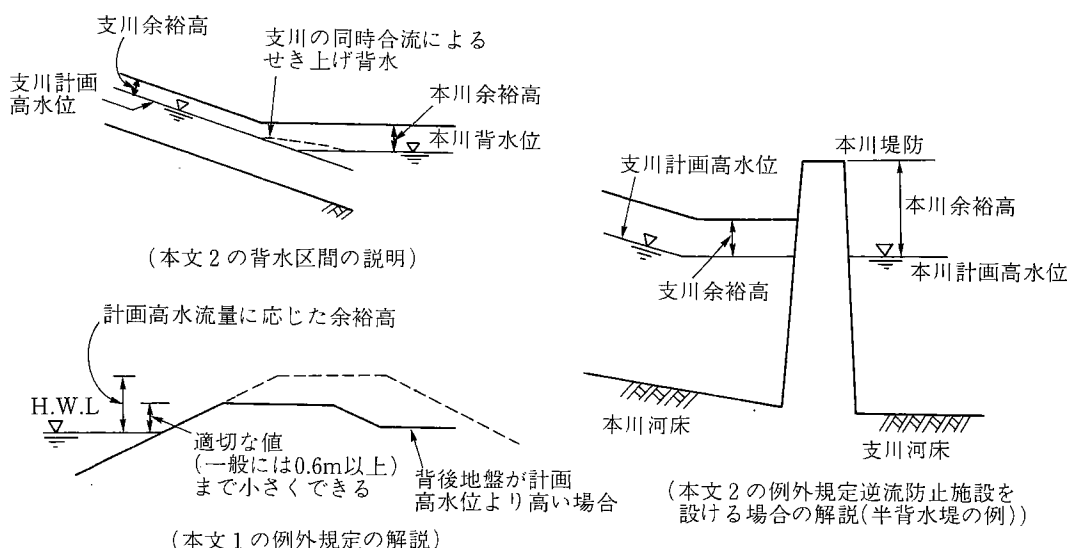 支川余裕高
支川の同時合流による
せき上げ背水
支川計画
高水位
本川余裕高
本川背水位
(本文2の背水区間の説明)
計画高水流量に応じた余裕高
H.W.L
適切な値
(一般には0.6m以上)
まで小さくできる
背後地盤が計画
高水位より高い場合
(本文1の例外規定の解説)
本川堤防
支川計画高水位
本川余裕高
本川計画高水位
支川余裕高
本川河床
支川河床
(本文2の例外規定逆流防止施設を
設ける場合の解説(半背水堤の例))